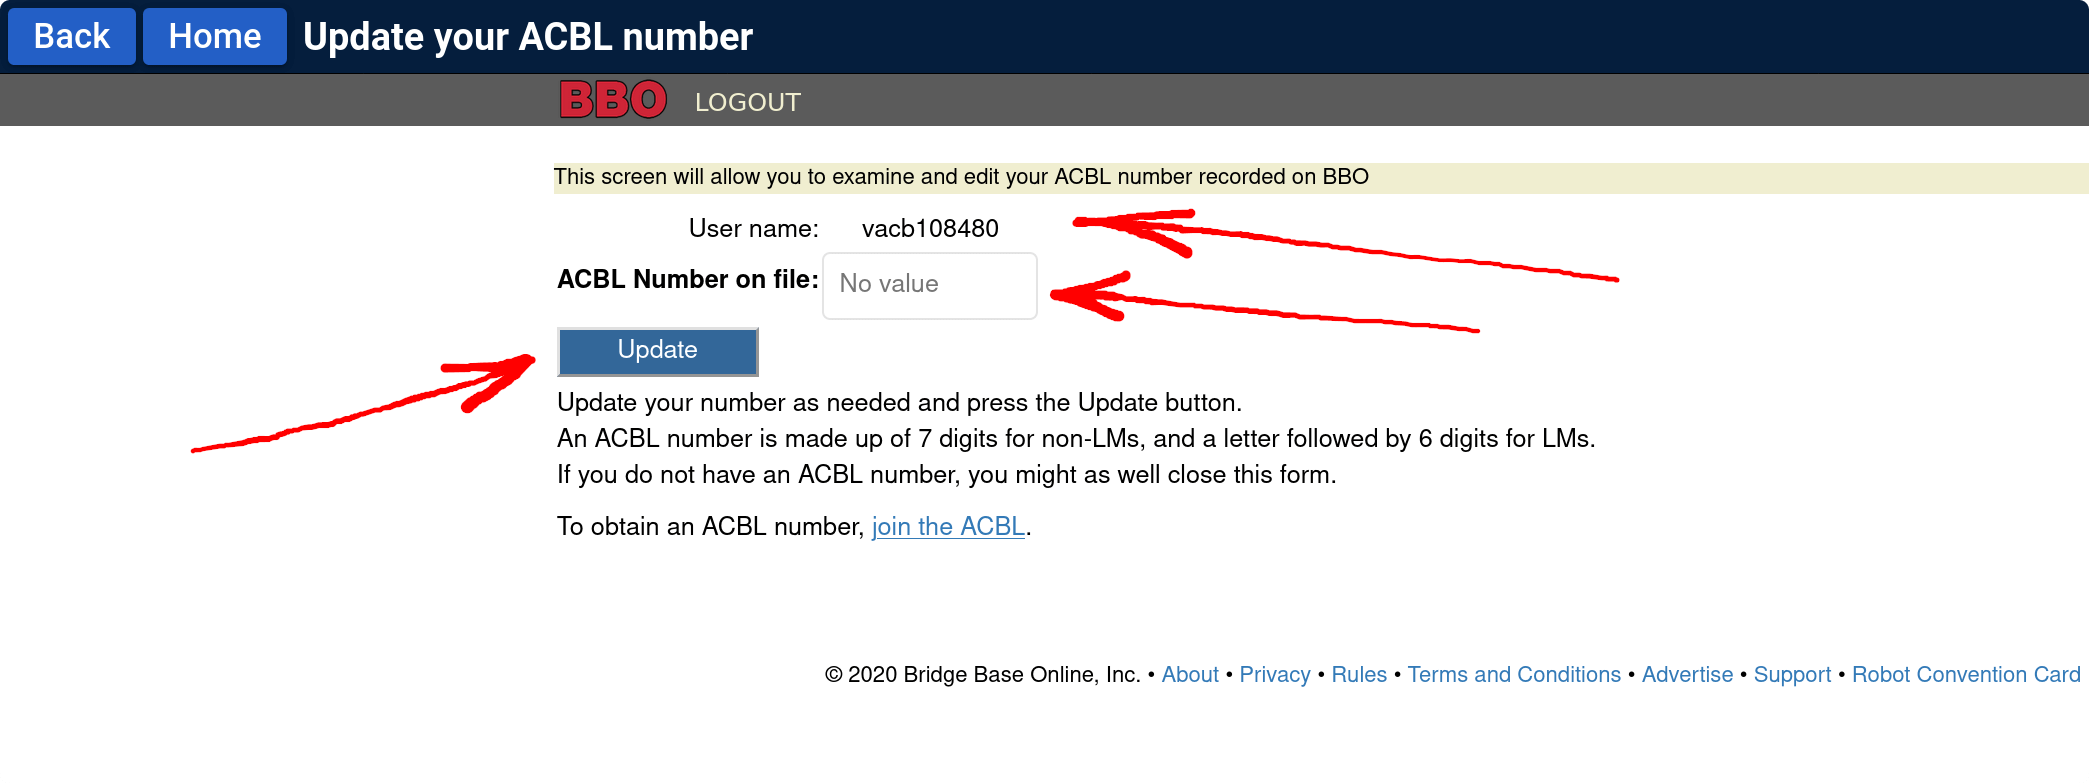 Back Home Update your ACBL number
BBO LOGOUT
This screen will allow you to examine and edit your ACBL number recorded on BBO
User name: vacb108480
ACBL Number on file: No value
Update
Update your number as needed and press the Update button.
An ACBL number is made up of 7 digits for non-LMs, and a letter followed by 6 digits for LMs.
If you do not have an ACBL number, you might as well close this form.
To obtain an ACBL number, join the ACBL.
© 2020 Bridge Base Online, Inc. • About • Privacy • Rules • Terms and Conditions • Advertise • Support • Robot Convention Card